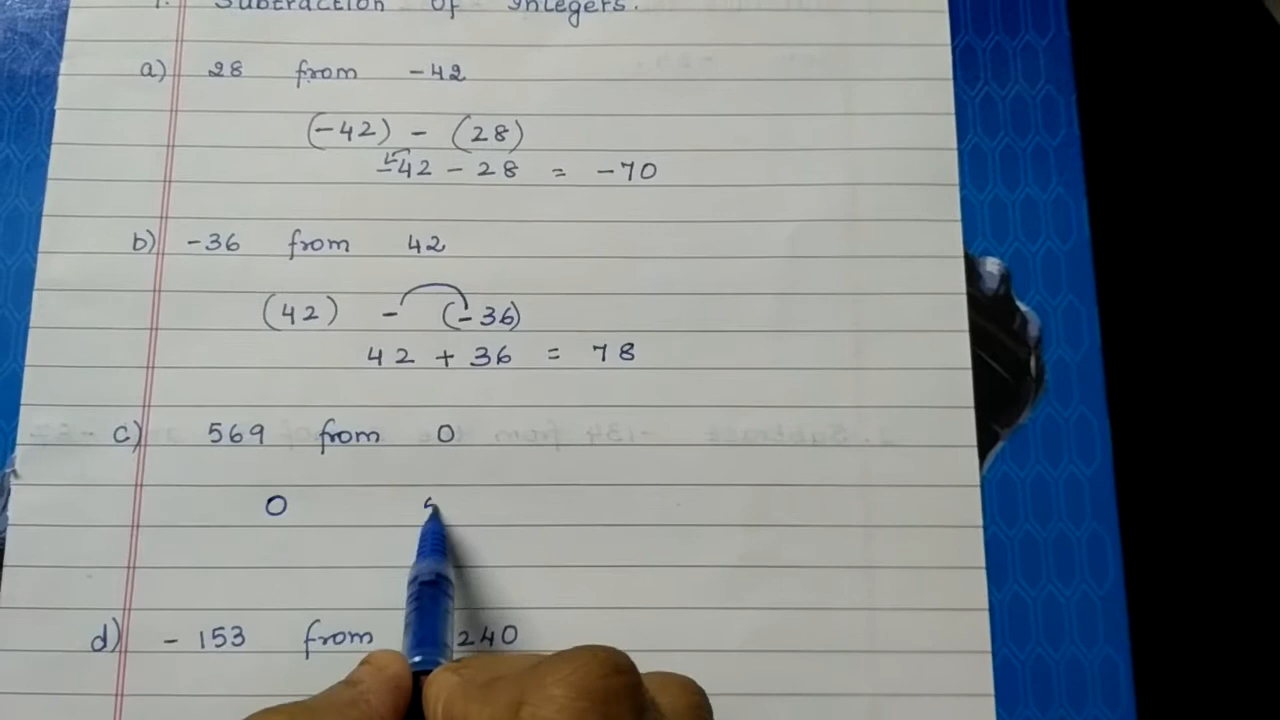 1. Subtraction of Integers.
a) 28 from -42
(-42) - (28)
-42 - 28 = -70
b) -36 from 42
(42) - (-36)
42 + 36 = 78
c) 569 from 0
0
d) -153 from 240